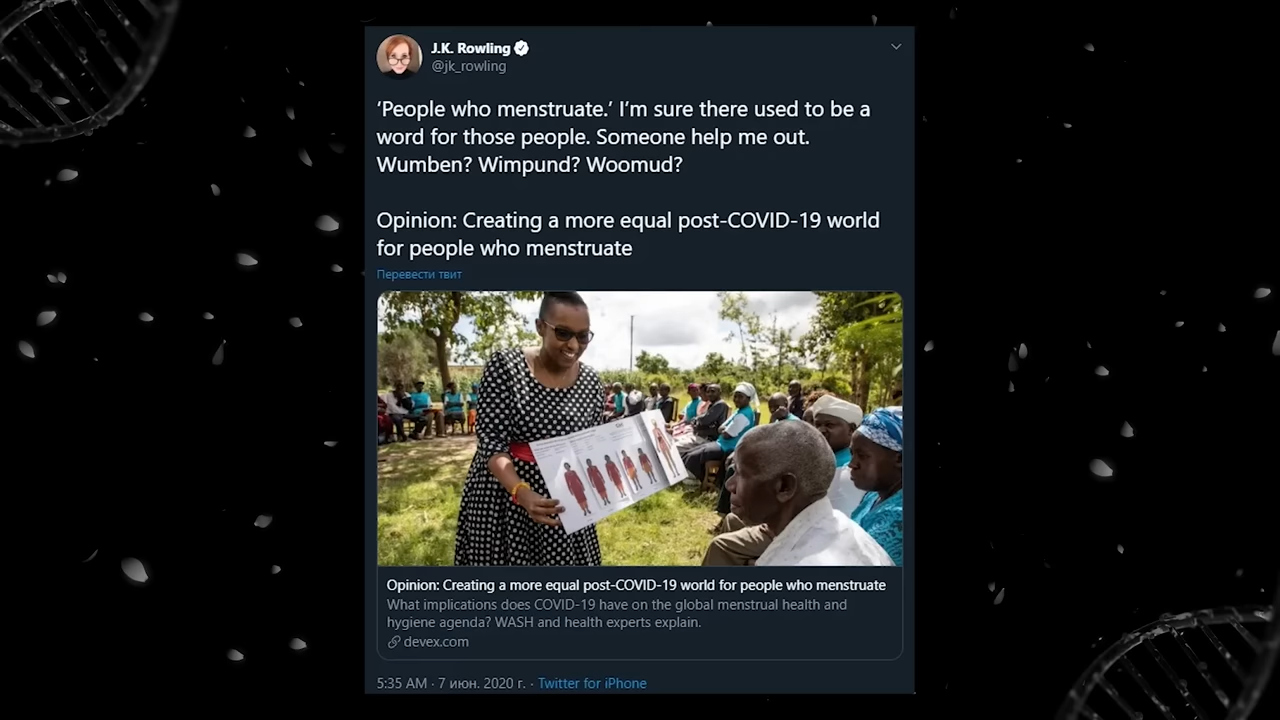 J.K. Rowling
@jk_rowling
‘People who menstruate.’ I’m sure there used to be a
word for those people. Someone help me out.
Wumben? Wimpund? Woomud?
Opinion: Creating a more equal post-COVID-19 world
for people who menstruate
Перевести твит
Opinion: Creating a more equal post-COVID-19 world for people who menstruate
What implications does COVID-19 have on the global menstrual health and
hygiene agenda? WASH and health experts explain.
devex.com
5:35 AM · 7 июн. 2020 г. · Twitter for iPhone